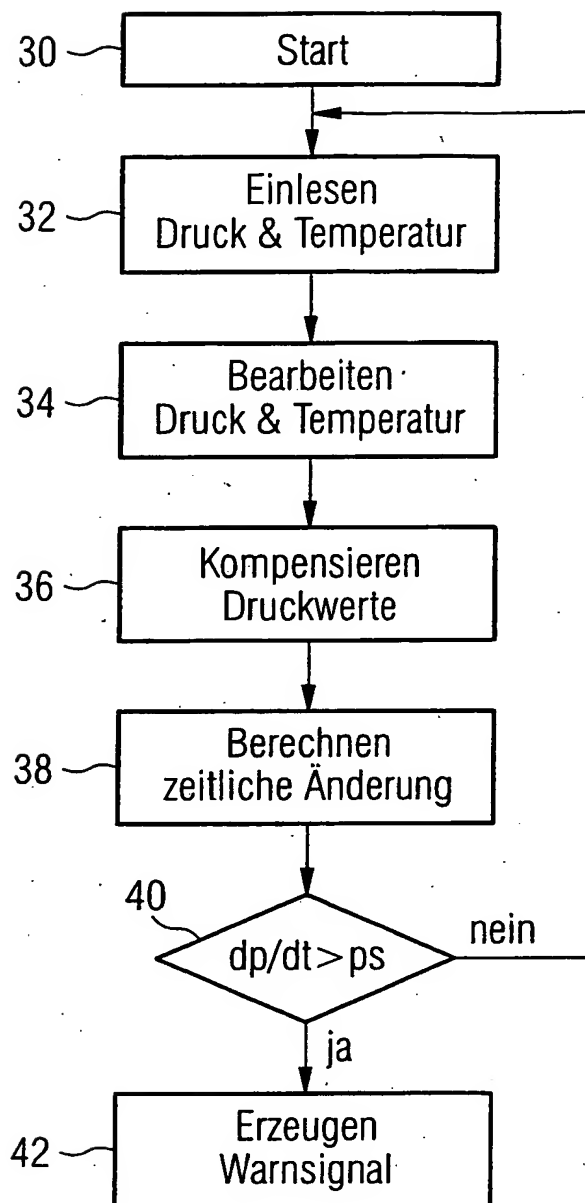 30
Start
32
Einlesen
Druck & Temperatur
34
Bearbeiten
Druck & Temperatur
36
Kompensieren
Druckwerte
38
Berechnen
zeitliche Änderung
40
dp/dt>ps
nein
ja
42
Erzeugen
Warnsignal